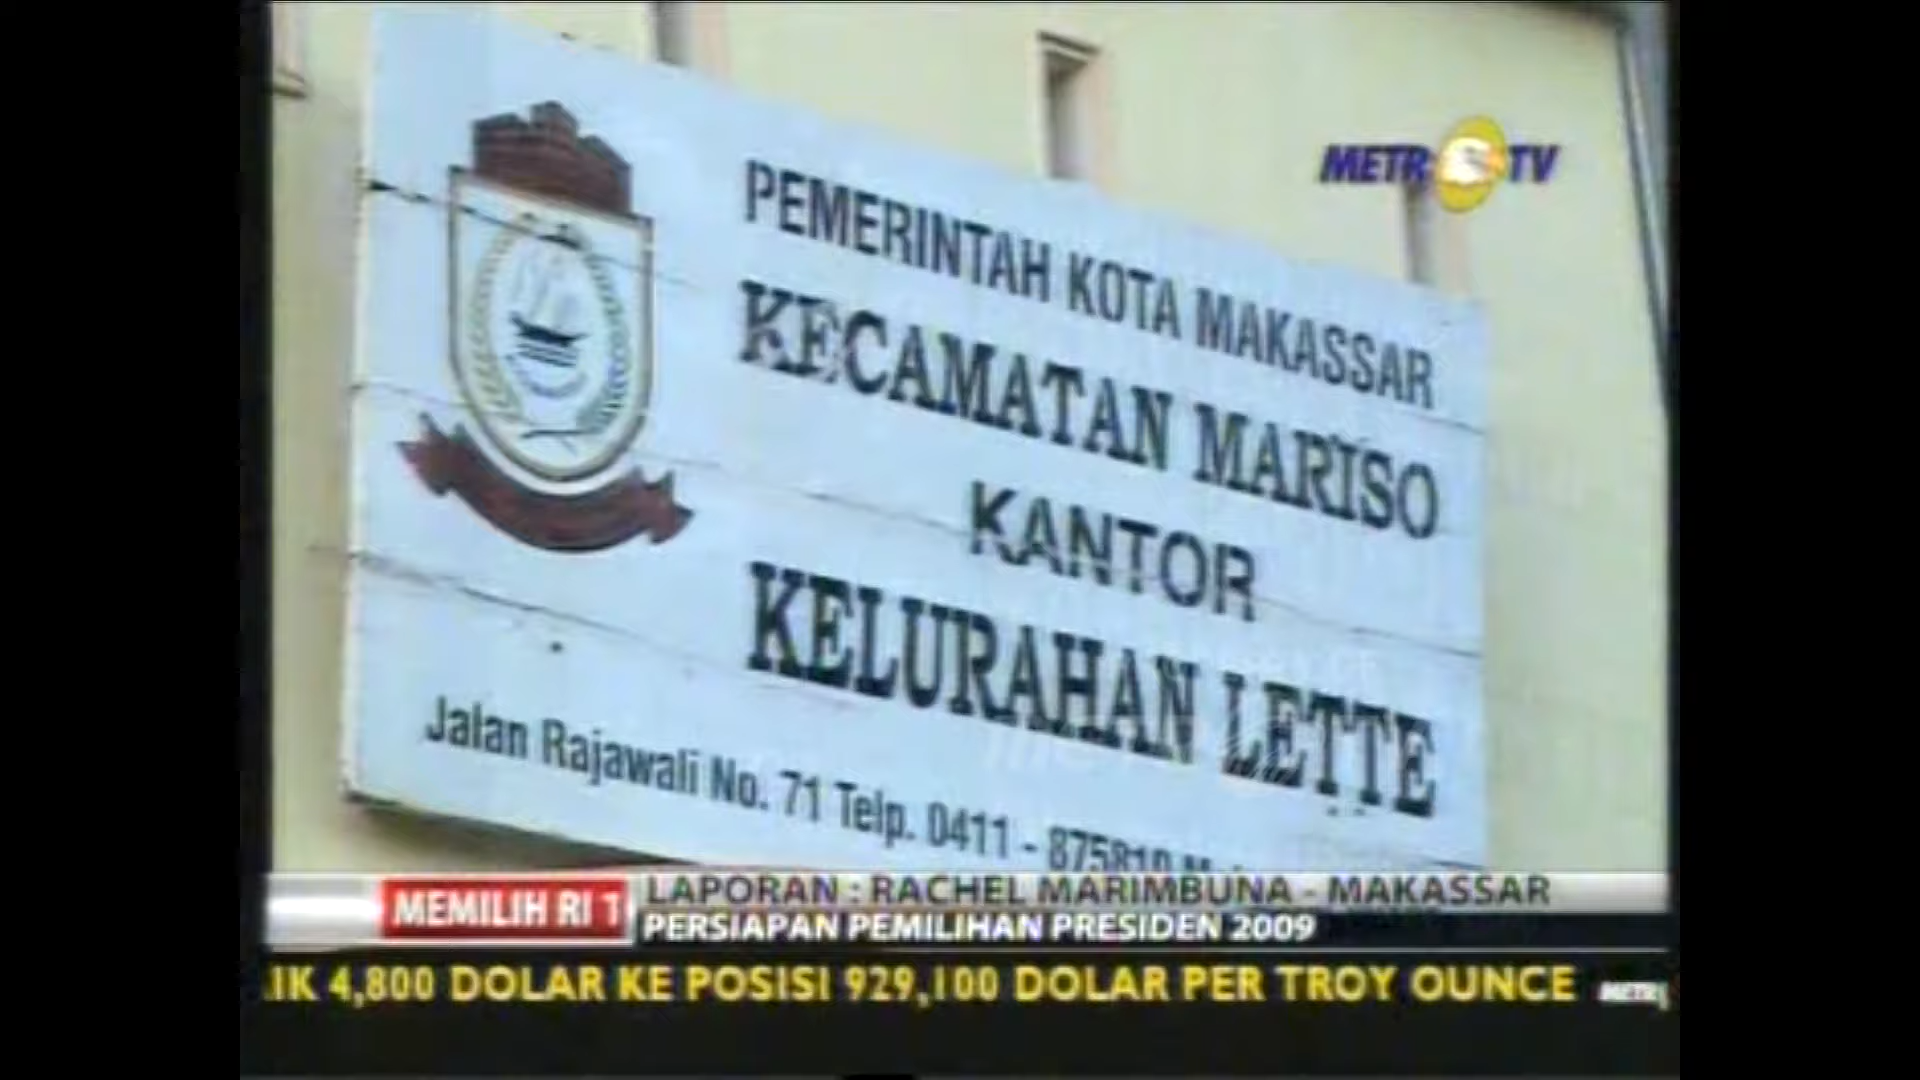 METRO TV
PEMERINTAH KOTA MAKASSAR
KECAMATAN MARISO
KANTOR
KELURAHAN LETTE
Jalan Rajawali No. 71 Telp. 0411 - 875810
MEMILIH RI 1
LAPORAN : RACHEL MARIMBUNA - MAKASSAR
PERSIAPAN PEMILIHAN PRESIDEN 2009
IK 4,800 DOLAR KE POSISI 929,100 DOLAR PER TROY OUNCE METR